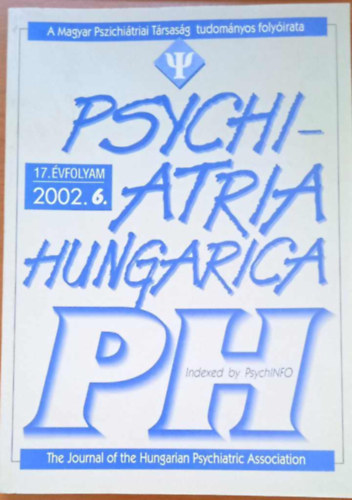 A Magyar Pszichiátriai Társaság tudományos folyóirata
Ψ
PSYCHI-
17. ÉVFOLYAM
2002. 6.
ATRIA
HUNGARICA
PH
Indexed by PsychINFO
The Journal of the Hungarian Psychiatric Association